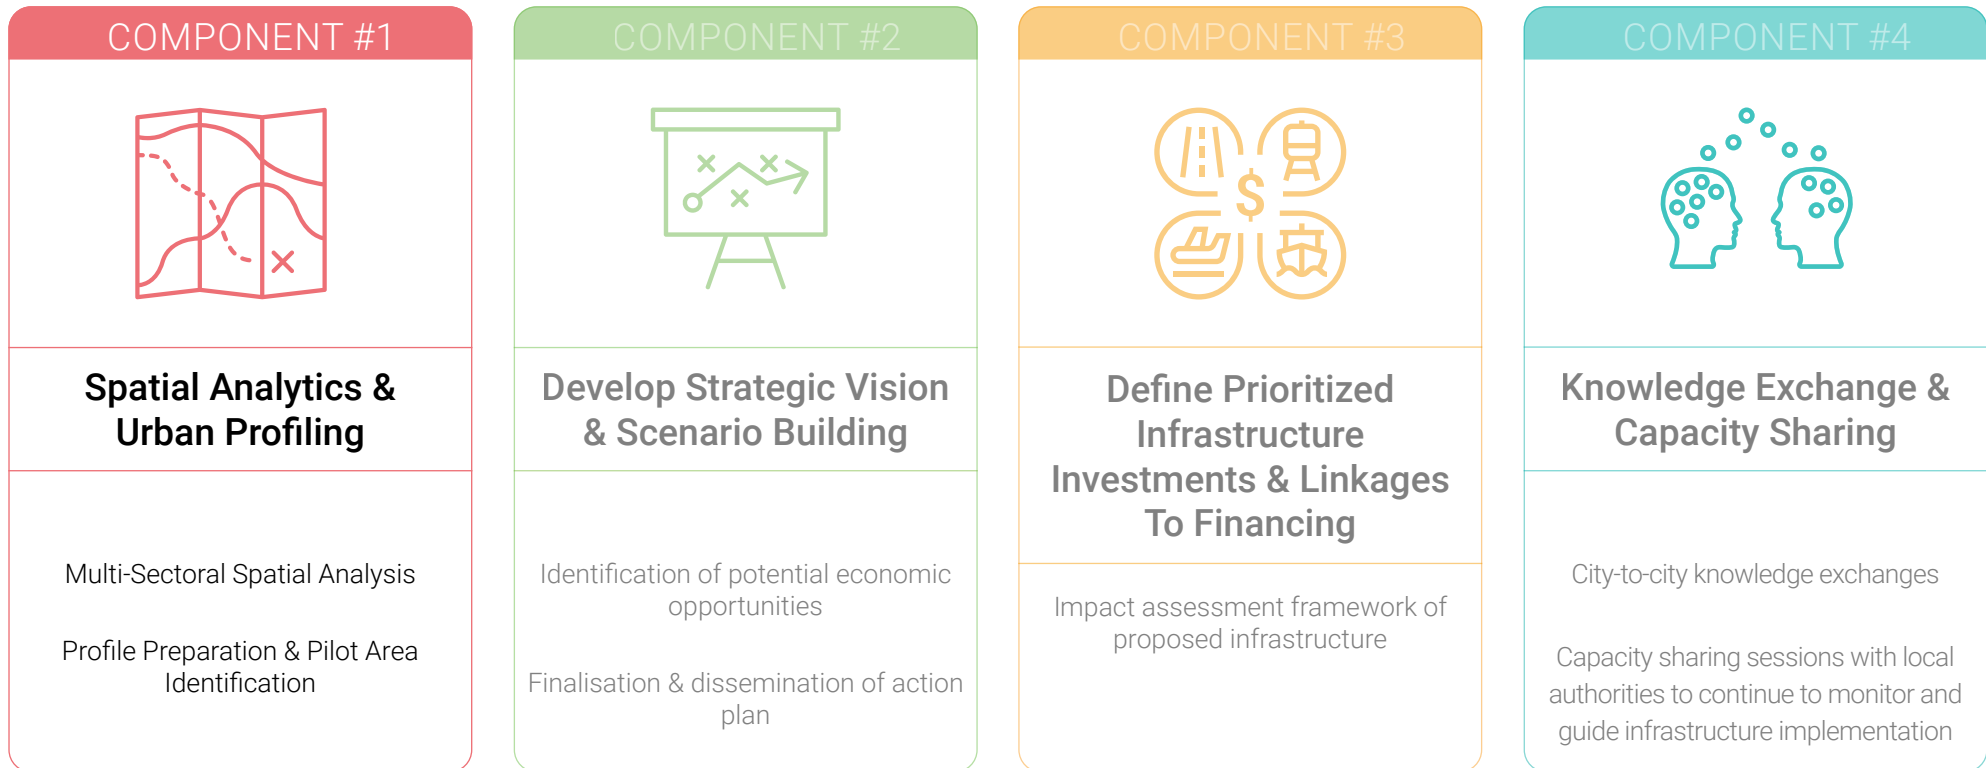 COMPONENT #1
Spatial Analytics &
Urban Profiling
Multi-Sectoral Spatial Analysis
Profile Preparation & Pilot Area
Identification
COMPONENT #2
Develop Strategic Vision
& Scenario Building
Identification of potential economic
opportunities
Finalisation & dissemination of action
plan
COMPONENT #3
$
Define Prioritized
Infrastructure
Investments & Linkages
To Financing
Impact assessment framework of
proposed infrastructure
COMPONENT #4
Knowledge Exchange &
Capacity Sharing
City-to-city knowledge exchanges
Capacity sharing sessions with local
authorities to continue to monitor and
guide infrastructure implementation